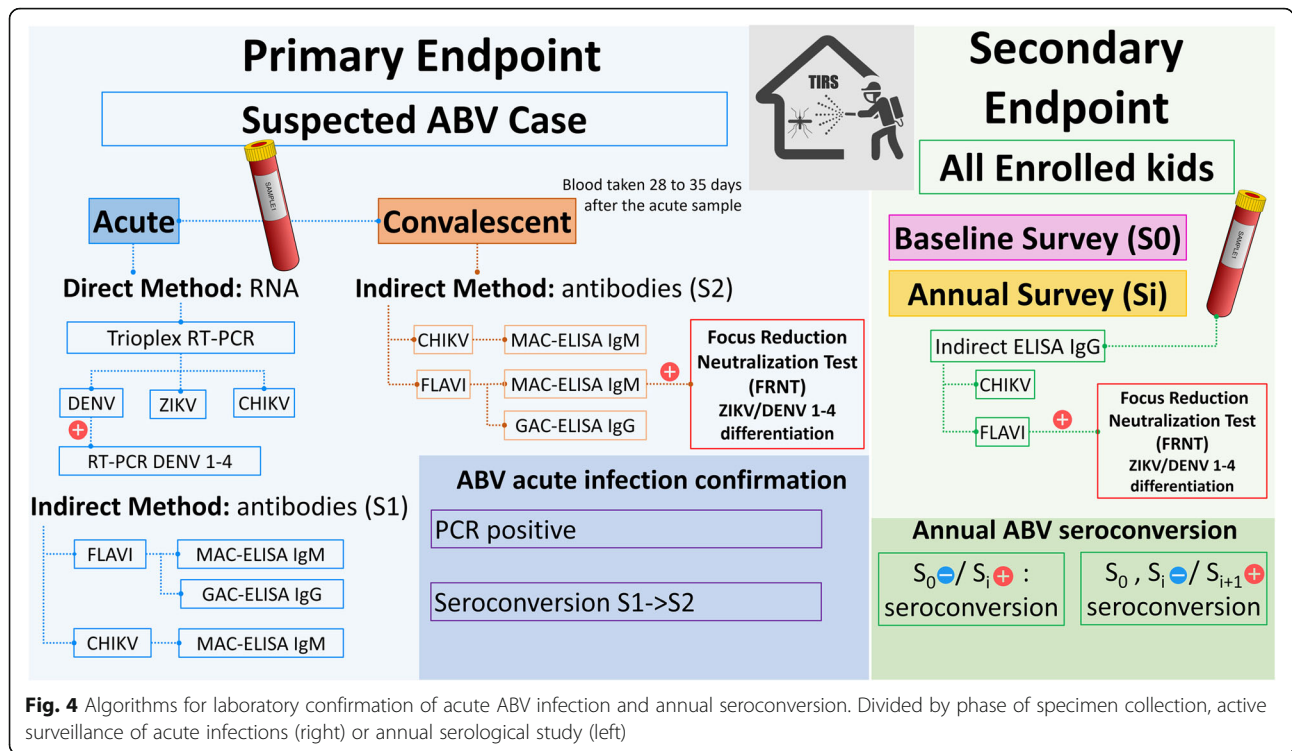 Primary Endpoint
Suspected ABV Case
SAMPLE1
Blood taken 28 to 35 days
after the acute sample
Acute
Convalescent
Direct Method: RNA
Trioplex RT-PCR
DENV
ZIKV
CHIKV
RT-PCR DENV 1-4
Indirect Method: antibodies (S1)
FLAVI
MAC-ELISA IgM
GAC-ELISA IgG
CHIKV
MAC-ELISA IgM
Indirect Method: antibodies (S2)
CHIKV
MAC-ELISA IgM
FLAVI
MAC-ELISA IgM
GAC-ELISA IgG
Focus Reduction
Neutralization Test
(FRNT)
ZIKV/DENV 1-4
differentiation
ABV acute infection confirmation
PCR positive
Seroconversion S1->S2
TIRS
Secondary
Endpoint
All Enrolled kids
Baseline Survey (S0)
Annual Survey (Si)
SAMPLE1
Indirect ELISA IgG
CHIKV
FLAVI
Focus Reduction
Neutralization Test
(FRNT)
ZIKV/DENV 1-4
differentiation
Annual ABV seroconversion
S0 − / Si + :
seroconversion
S0 , Si − / Si+1 +
seroconversion
Fig. 4 Algorithms for laboratory confirmation of acute ABV infection and annual seroconversion. Divided by phase of specimen collection, active
surveillance of acute infections (right) or annual serological study (left)